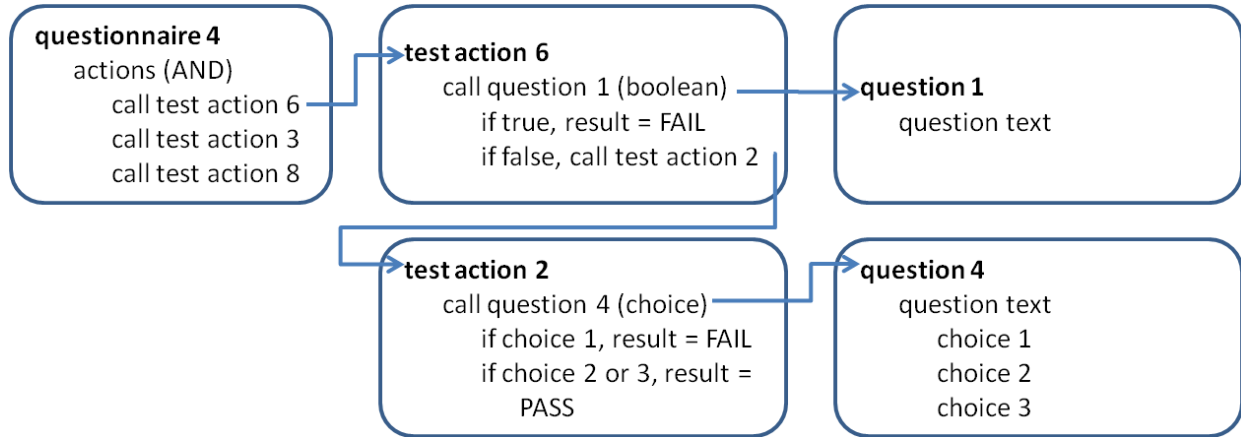 questionnaire 4
actions (AND)
call test action 6
call test action 3
call test action 8
test action 6
call question 1 (boolean)
if true, result = FAIL
if false, call test action 2
question 1
question text
test action 2
call question 4 (choice)
if choice 1, result = FAIL
if choice 2 or 3, result =
PASS
question 4
question text
choice 1
choice 2
choice 3